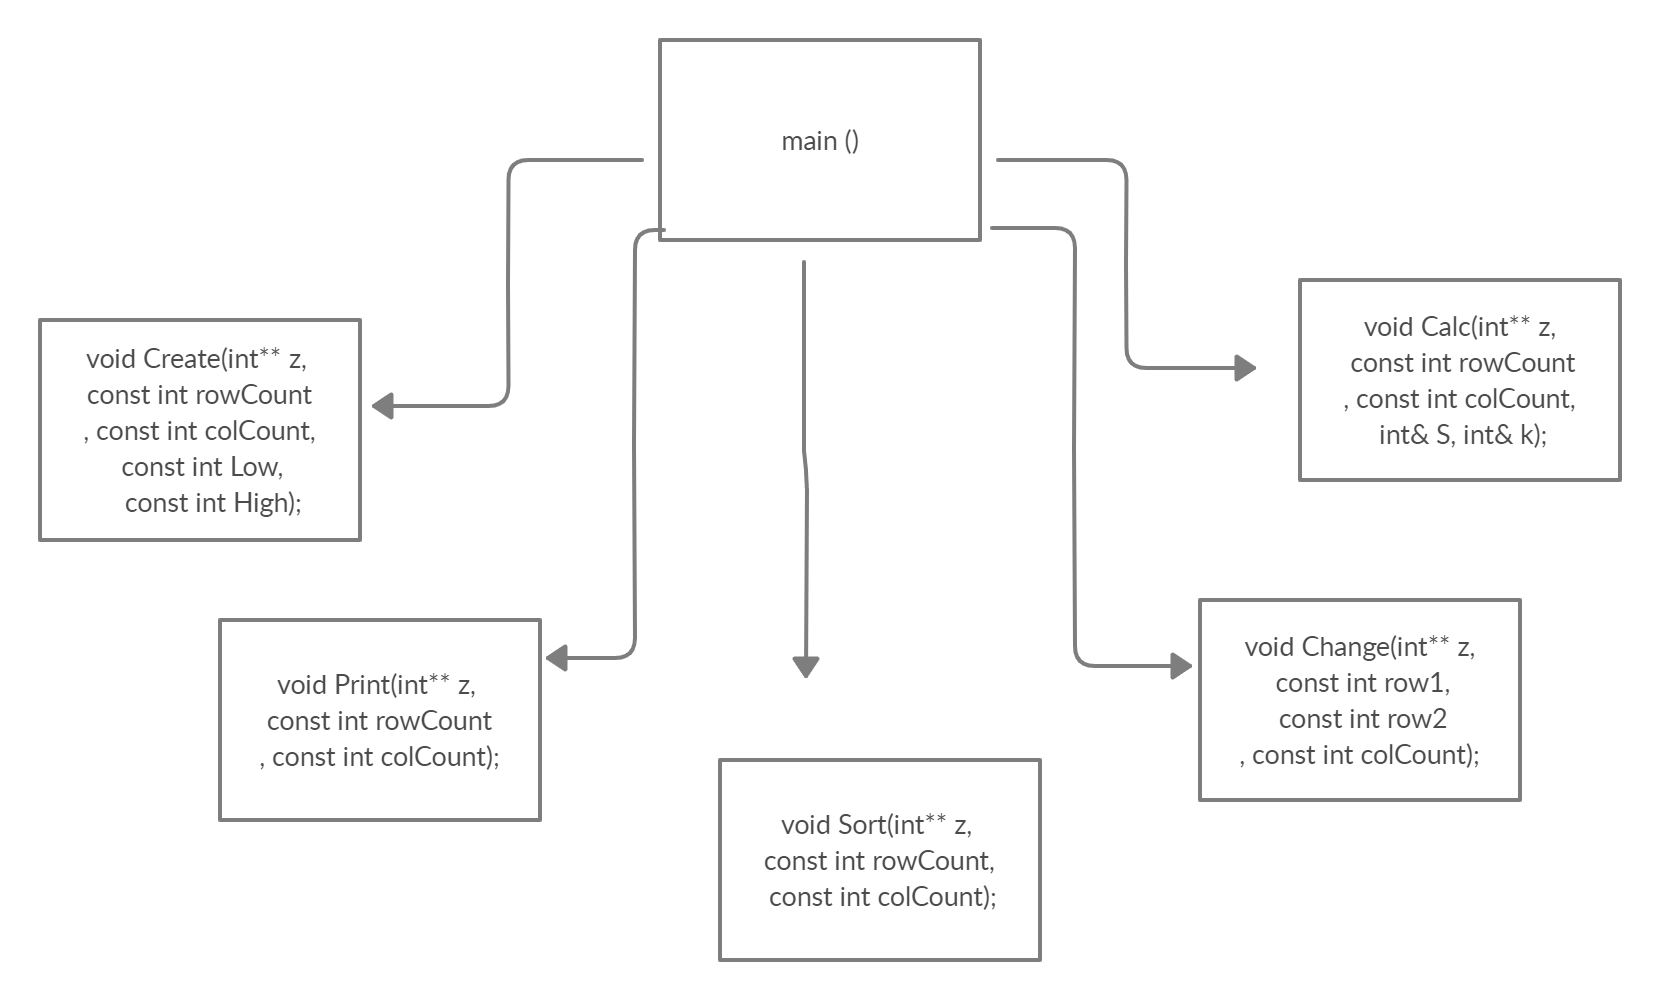 main ()
void Create(int** z,
const int rowCount
, const int colCount,
const int Low,
const int High);
void Calc(int** z,
const int rowCount
, const int colCount,
int& S, int& k);
void Print(int** z,
const int rowCount
, const int colCount);
void Sort(int** z,
const int rowCount,
const int colCount);
void Change(int** z,
const int row1,
const int row2
, const int colCount);